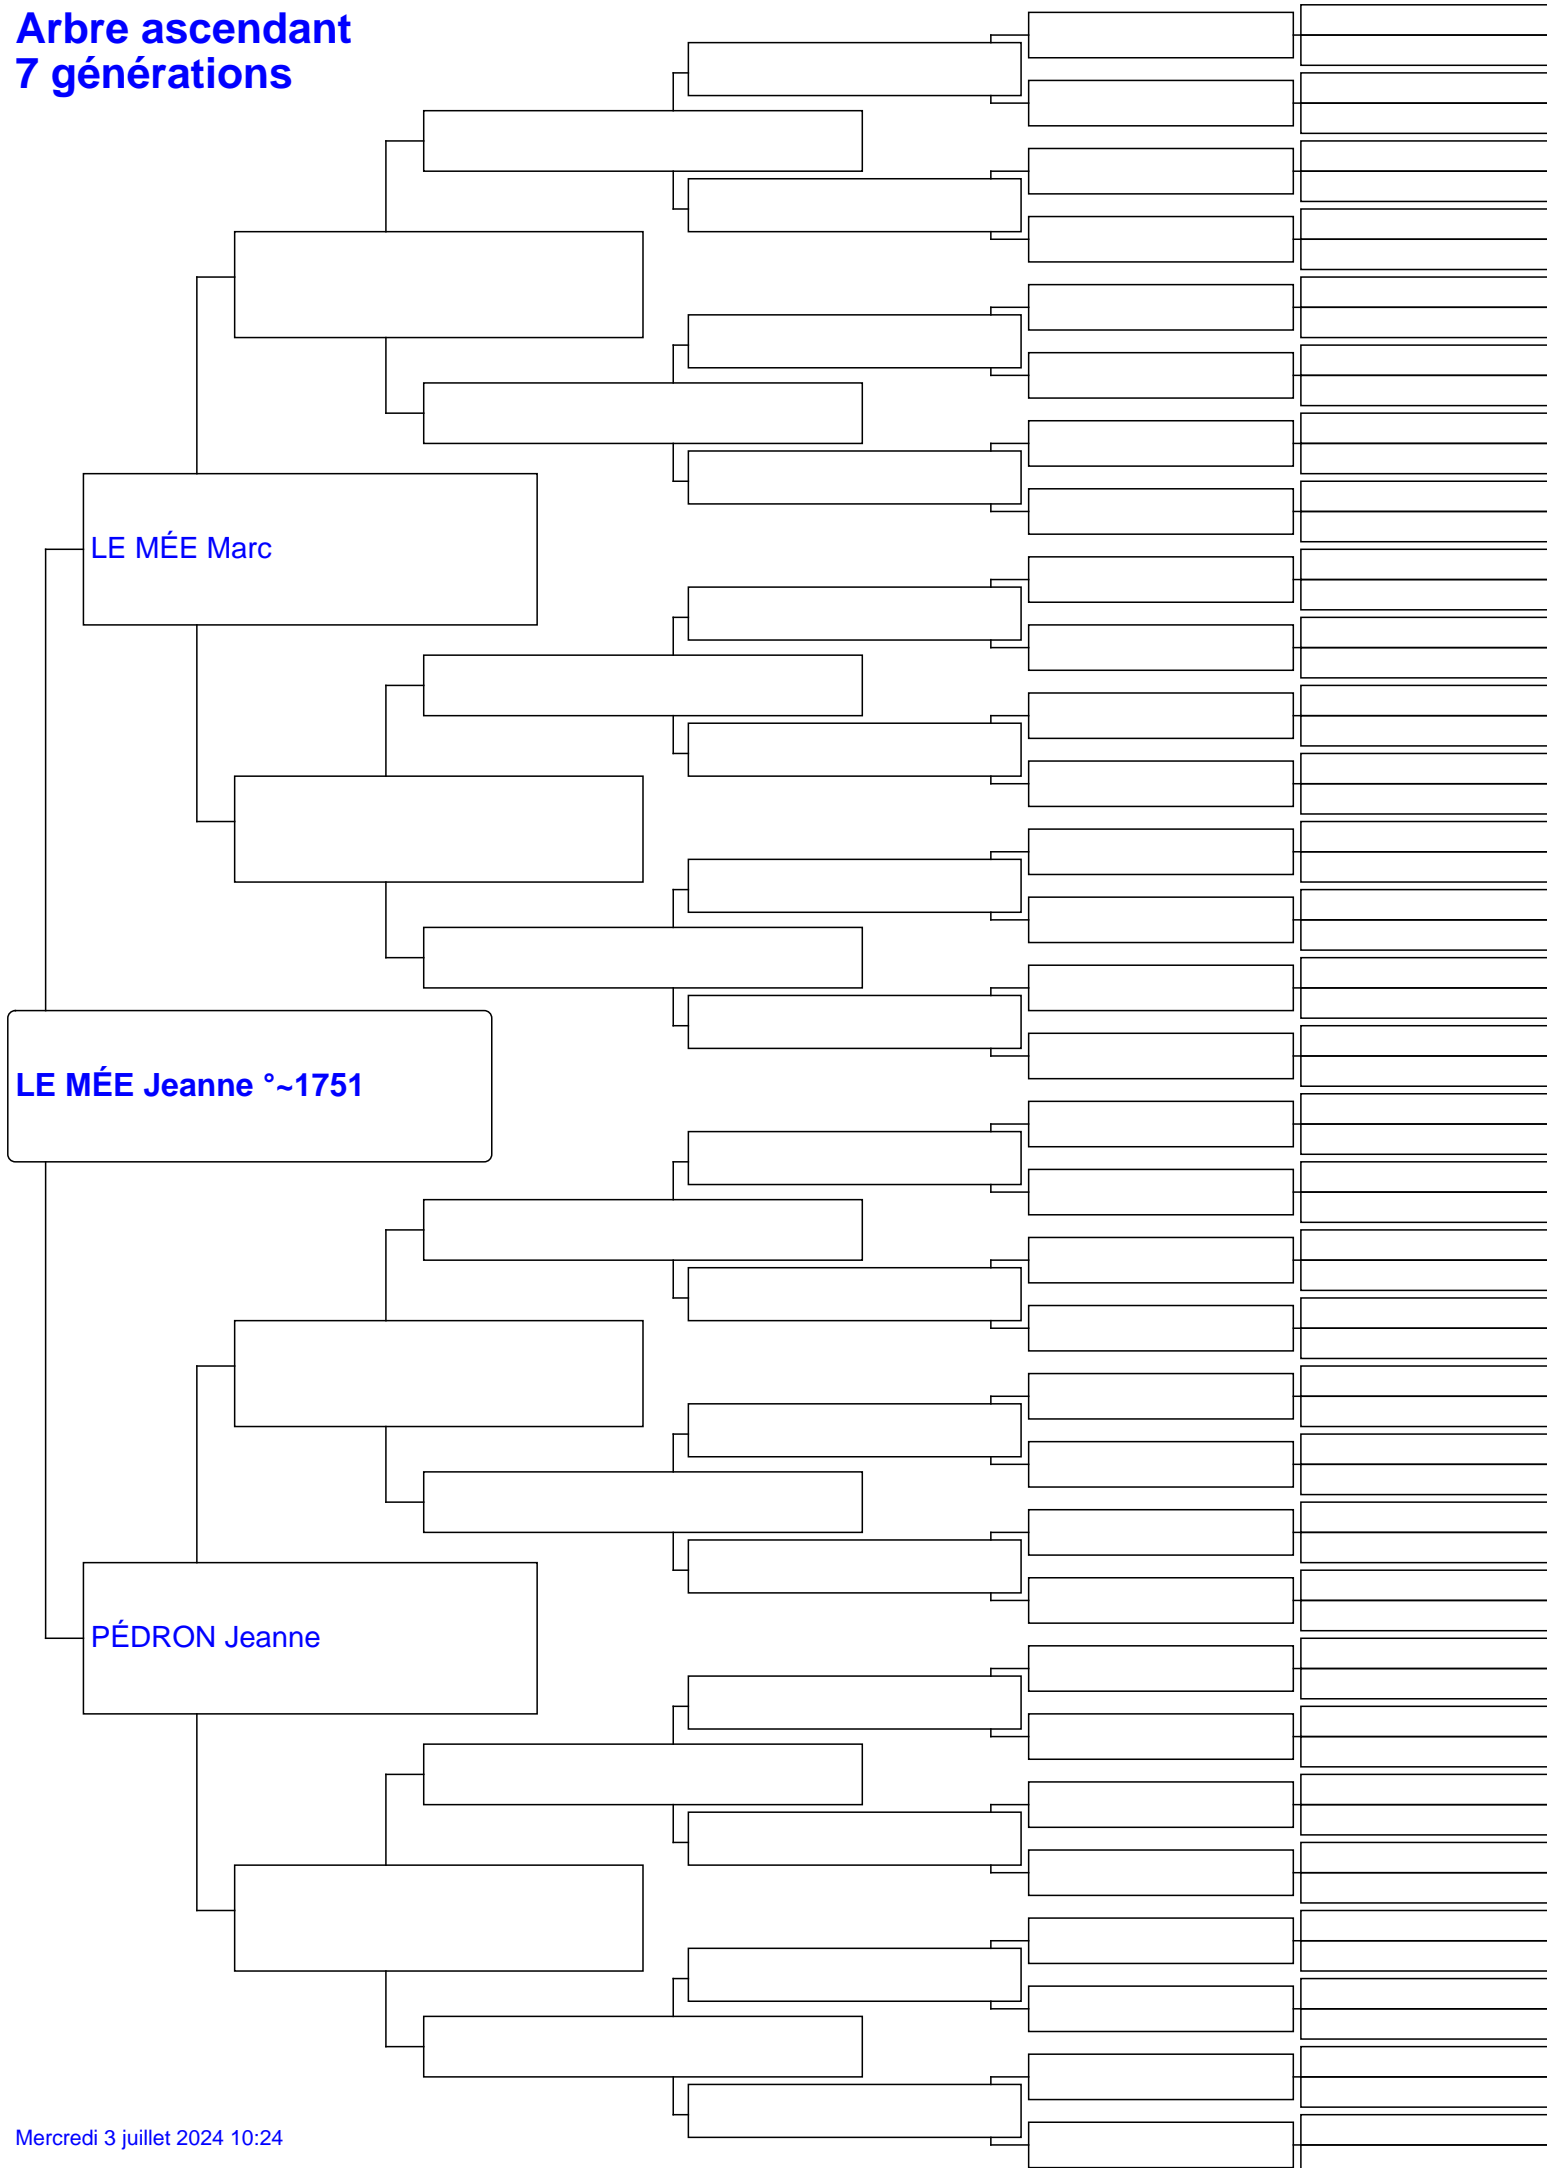 Arbre ascendant
7 générations
LE MÉE Marc
LE MÉE Jeanne °~1751
PÉDRON Jeanne
Mercredi 3 juillet 2024 10:24